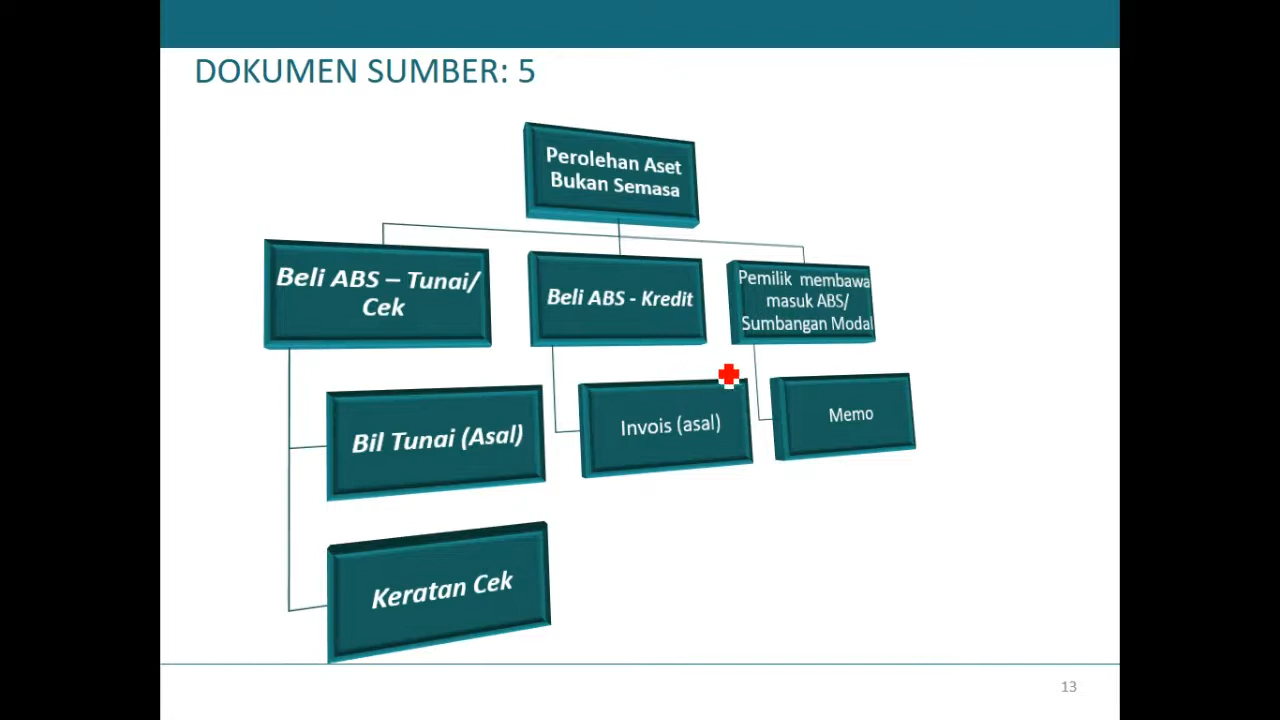 DOKUMEN SUMBER: 5
Perolehan Aset
Bukan Semasa
Beli ABS – Tunai/
Cek
Beli ABS - Kredit
Pemilik membawa
masuk ABS/
Sumbangan Modal
Bil Tunai (Asal)
Invois (asal)
Memo
Keratan Cek
13